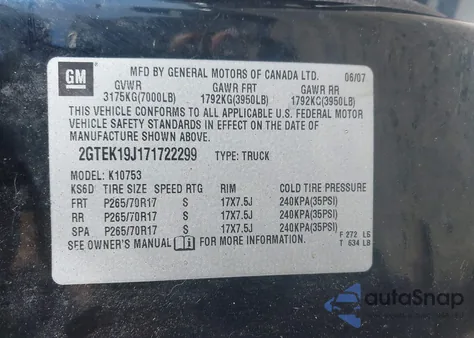 GM
MFD BY GENERAL MOTORS OF CANADA LTD. 06/07
GVWR GAWR FRT GAWR RR
3175KG(7000LB) 1792KG(3950LB) 1792KG(3950LB)
THIS VEHICLE CONFORMS TO ALL APPLICABLE U.S. FEDERAL MOTOR
VEHICLE SAFETY STANDARDS IN EFFECT ON THE DATE OF
MANUFACTURE SHOWN ABOVE.
2GTEK19J171722299 TYPE: TRUCK
MODEL: K10753
KS6D TIRE SIZE SPEED RTG RIM COLD TIRE PRESSURE
FRT P265/70R17 S 17X7.5J 240KPA(35PSI)
RR P265/70R17 S 17X7.5J 240KPA(35PSI)
SPA P265/70R17 S 17X7.5J 240KPA(35PSI)
SEE OWNER'S MANUAL FOR MORE INFORMATION
F 272 LG
T 634 LB
autoSnap